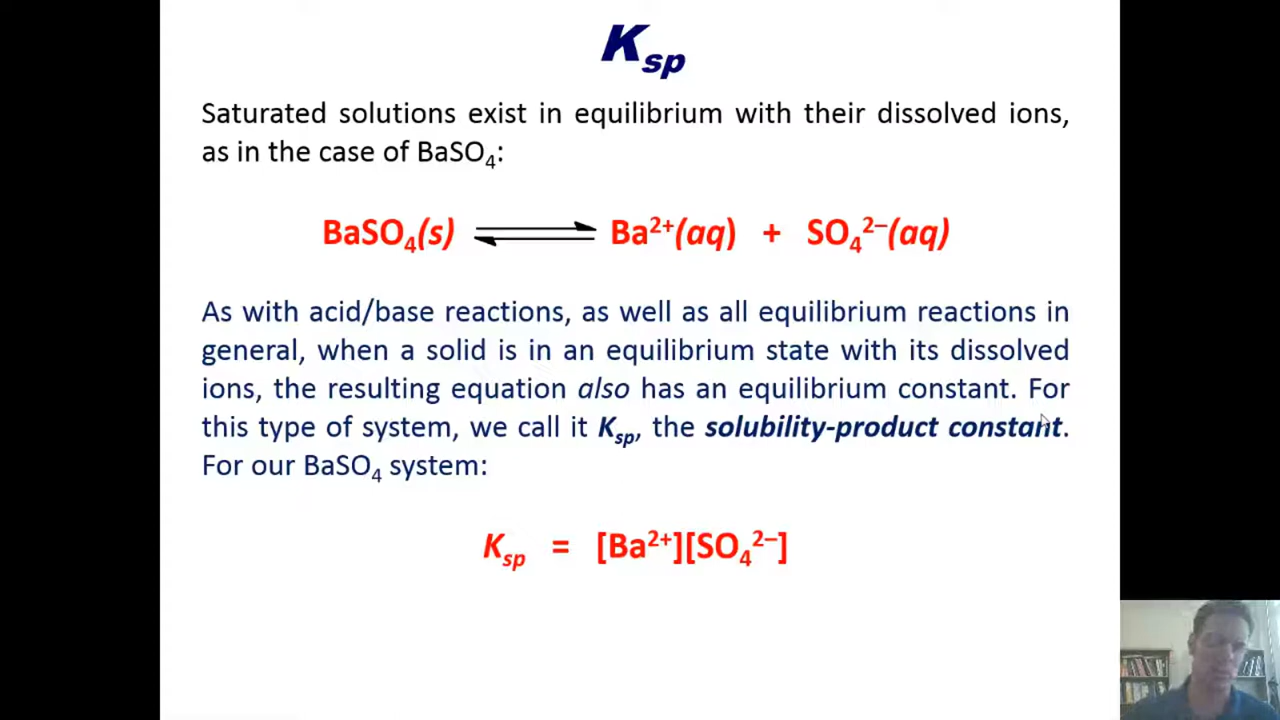 Ksp
Saturated solutions exist in equilibrium with their dissolved ions,
as in the case of BaSO₄:
BaSO₄(s) ⇌ Ba²⁺(aq) + SO₄²⁻(aq)
As with acid/base reactions, as well as all equilibrium reactions in
general, when a solid is in an equilibrium state with its dissolved
ions, the resulting equation also has an equilibrium constant. For
this type of system, we call it Ksp, the solubility-product constant.
For our BaSO₄ system:
Ksp = [Ba²⁺][SO₄²⁻]